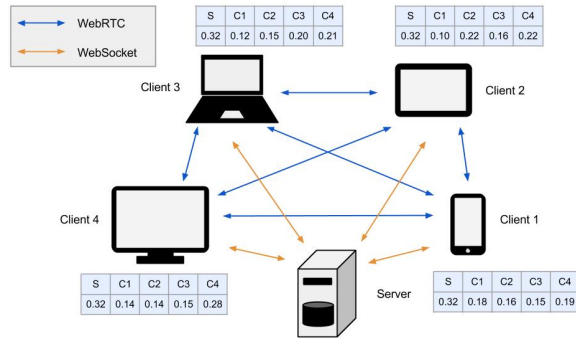 WebRTC
WebSocket
S C1 C2 C3 C4
0.32 0.12 0.15 0.20 0.21
S C1 C2 C3 C4
0.32 0.10 0.22 0.16 0.22
Client 3
Client 2
Client 4
Client 1
Server
S C1 C2 C3 C4
0.32 0.14 0.14 0.15 0.28
S C1 C2 C3 C4
0.32 0.18 0.16 0.15 0.19